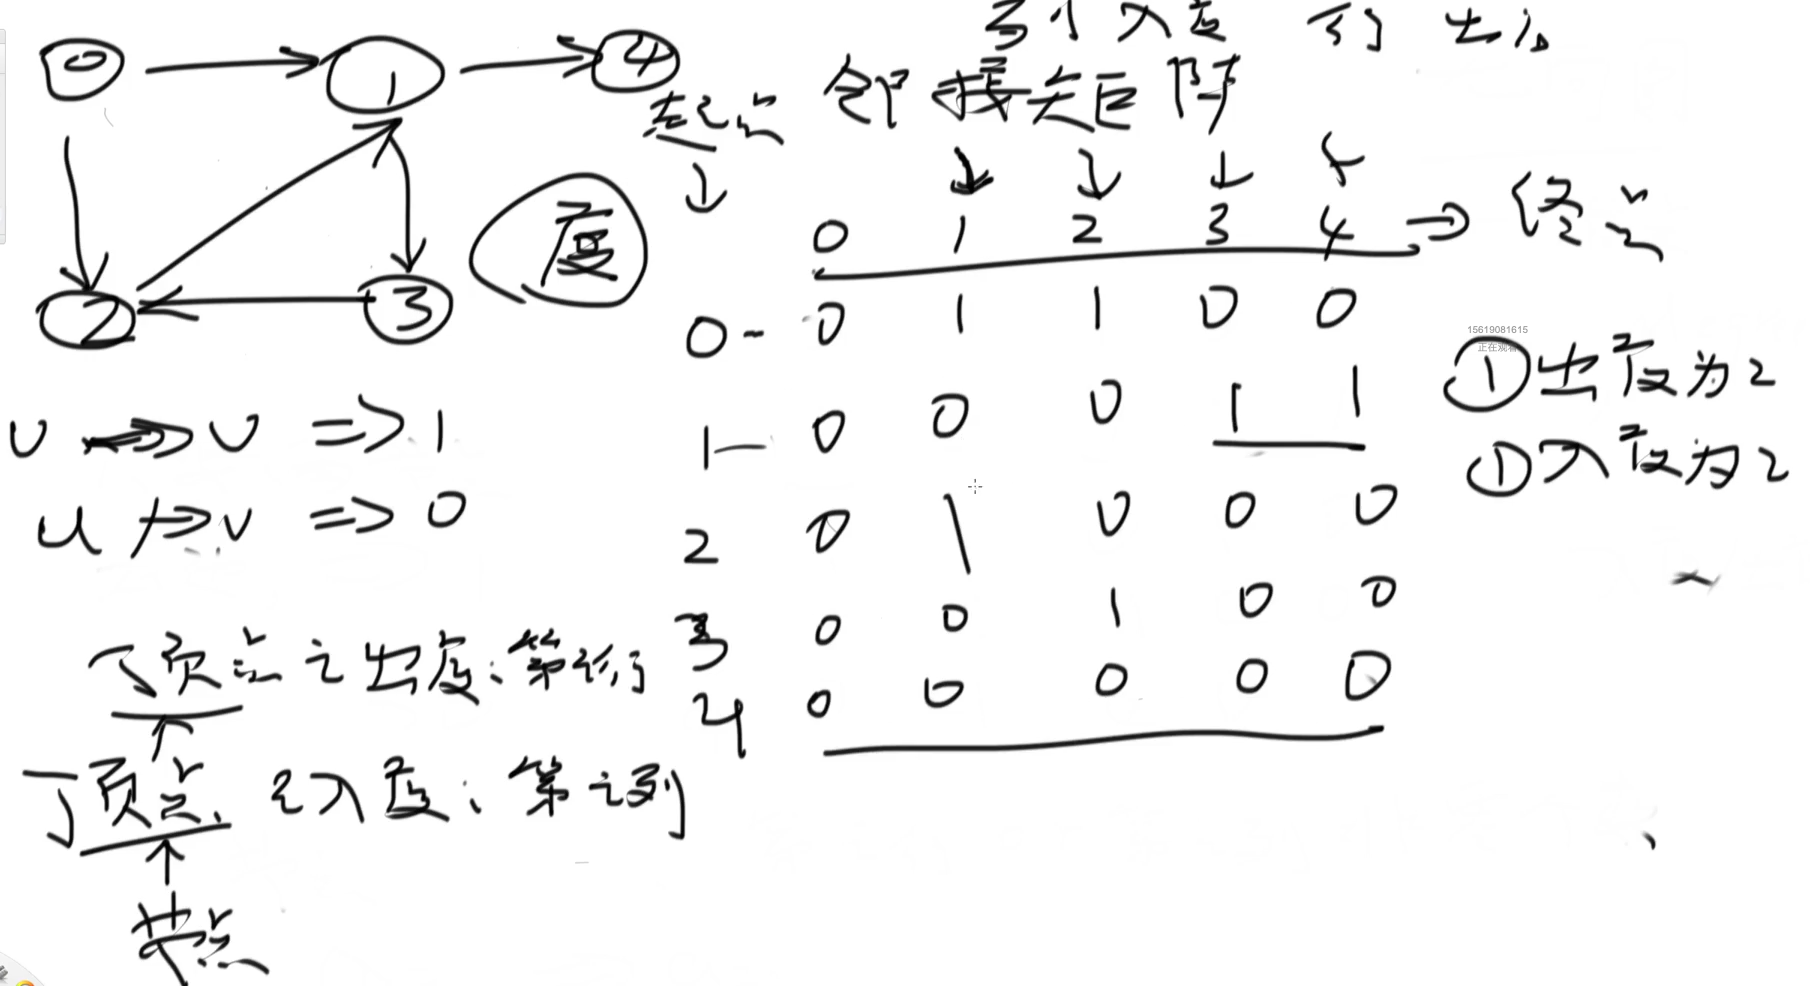 列 入度 行 出度
邻接矩阵
0 1 4
起点
度
2 3
0 1 2 3 4 => 终点
0- 0 1 1 0 0
1- 0 0 0 1 1
2 0 1 0 0 0
3 0 0 1 0 0
4 0 0 0 0 0
15619081615
正在观看
①出度为2
①入度为2
u → v => 1
u ↛ v => 0
顶点之出度:第i行
顶点之入度:第i列